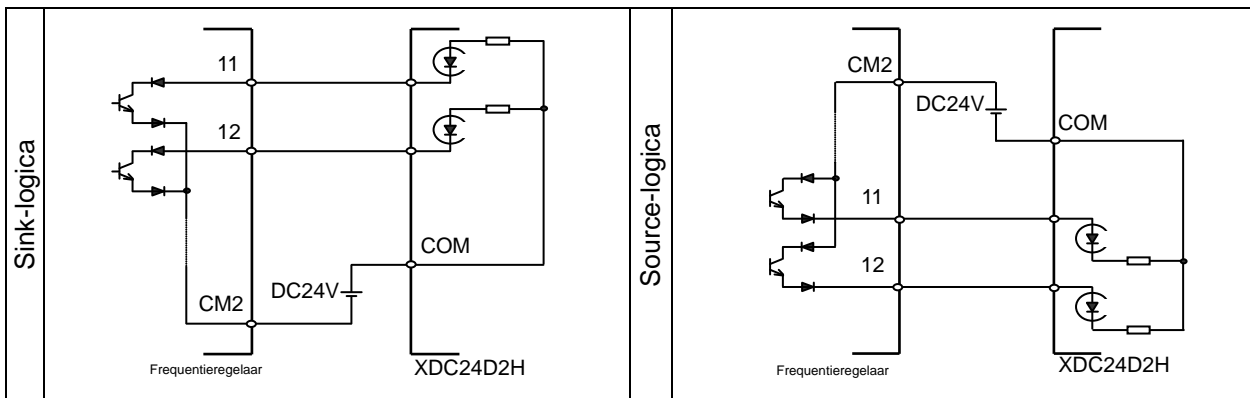 Sink-logica
11
12
COM
DC24V
CM2
Frequentieregelaar
XDC24D2H
Source-logica
CM2
DC24V
COM
11
12
Frequentieregelaar
XDC24D2H